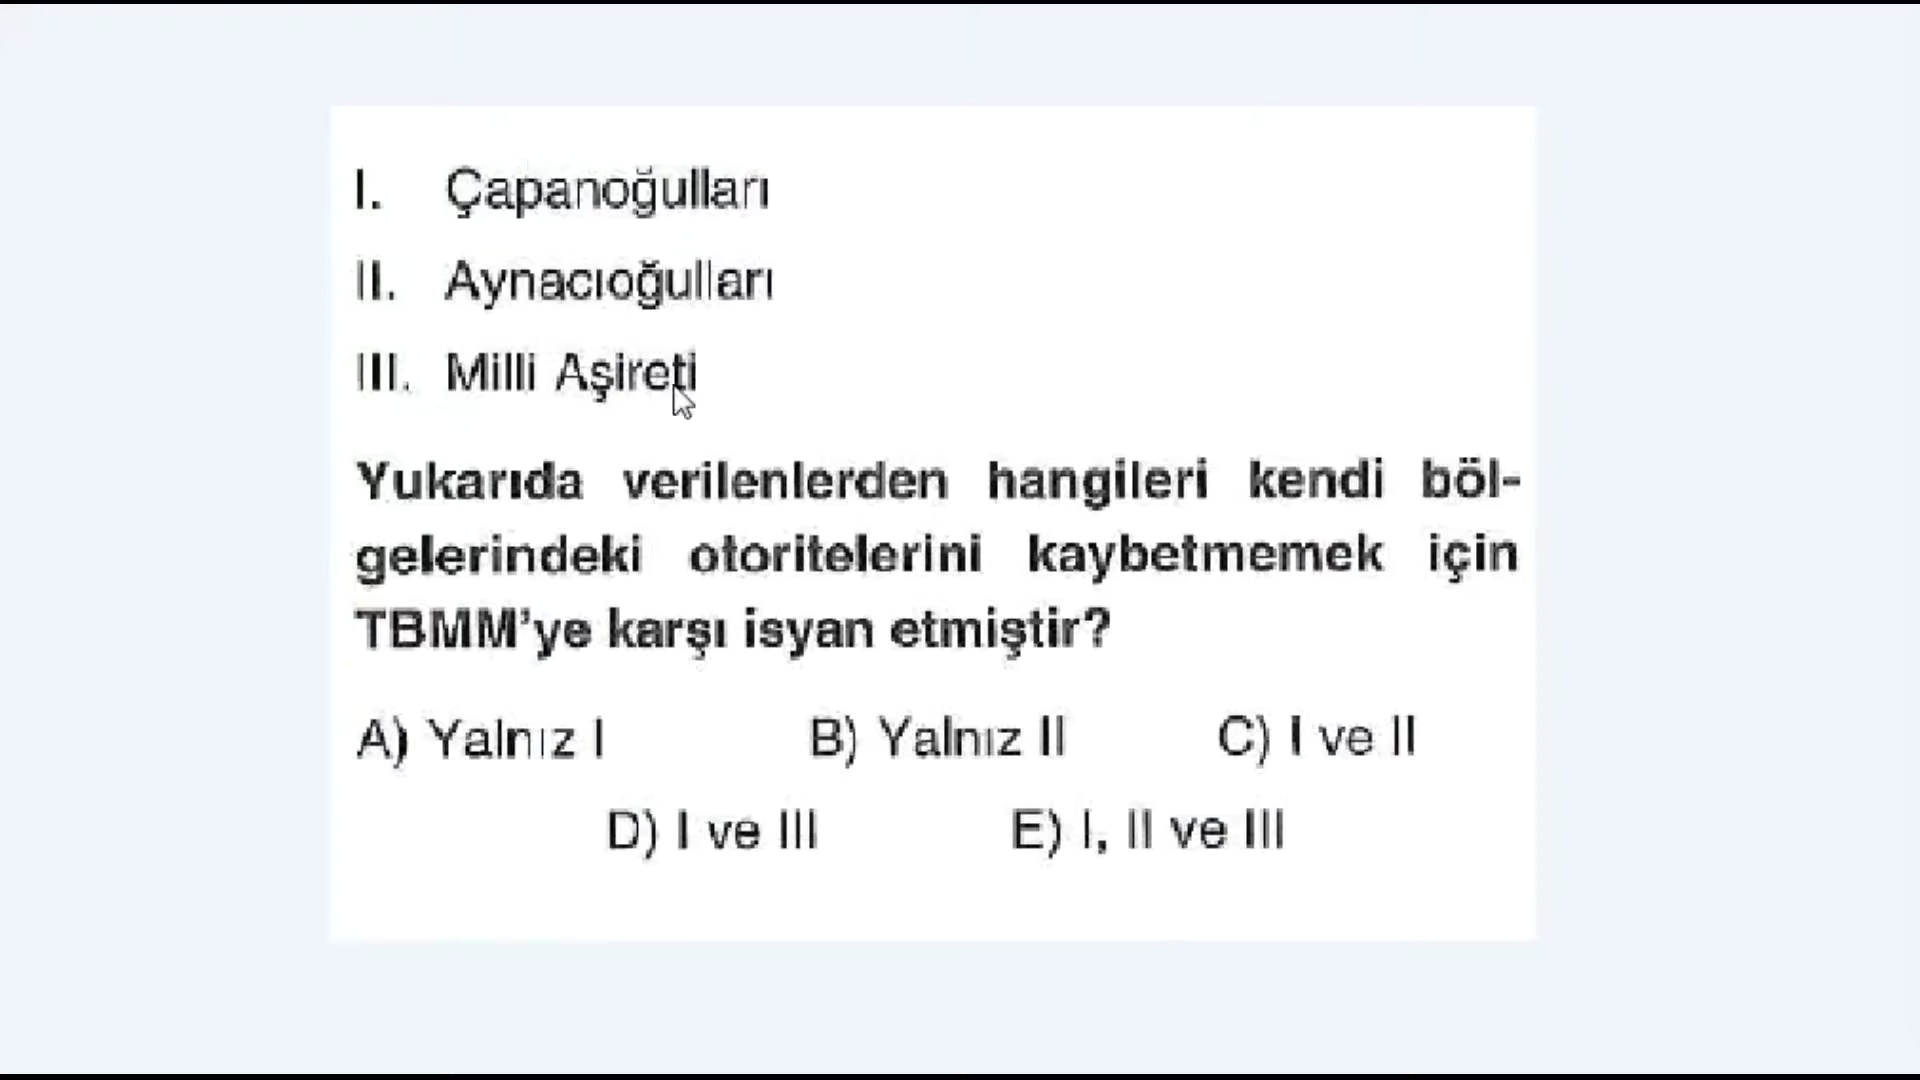 I. Çapanoğulları
II. Aynacıoğulları
III. Milli Aşireti
Yukarıda verilenlerden hangileri kendi böl-
gelerindeki otoritelerini kaybetmemek için
TBMM'ye karşı isyan etmiştir?
A) Yalnız I B) Yalnız II C) I ve II
D) I ve III E) I, II ve III